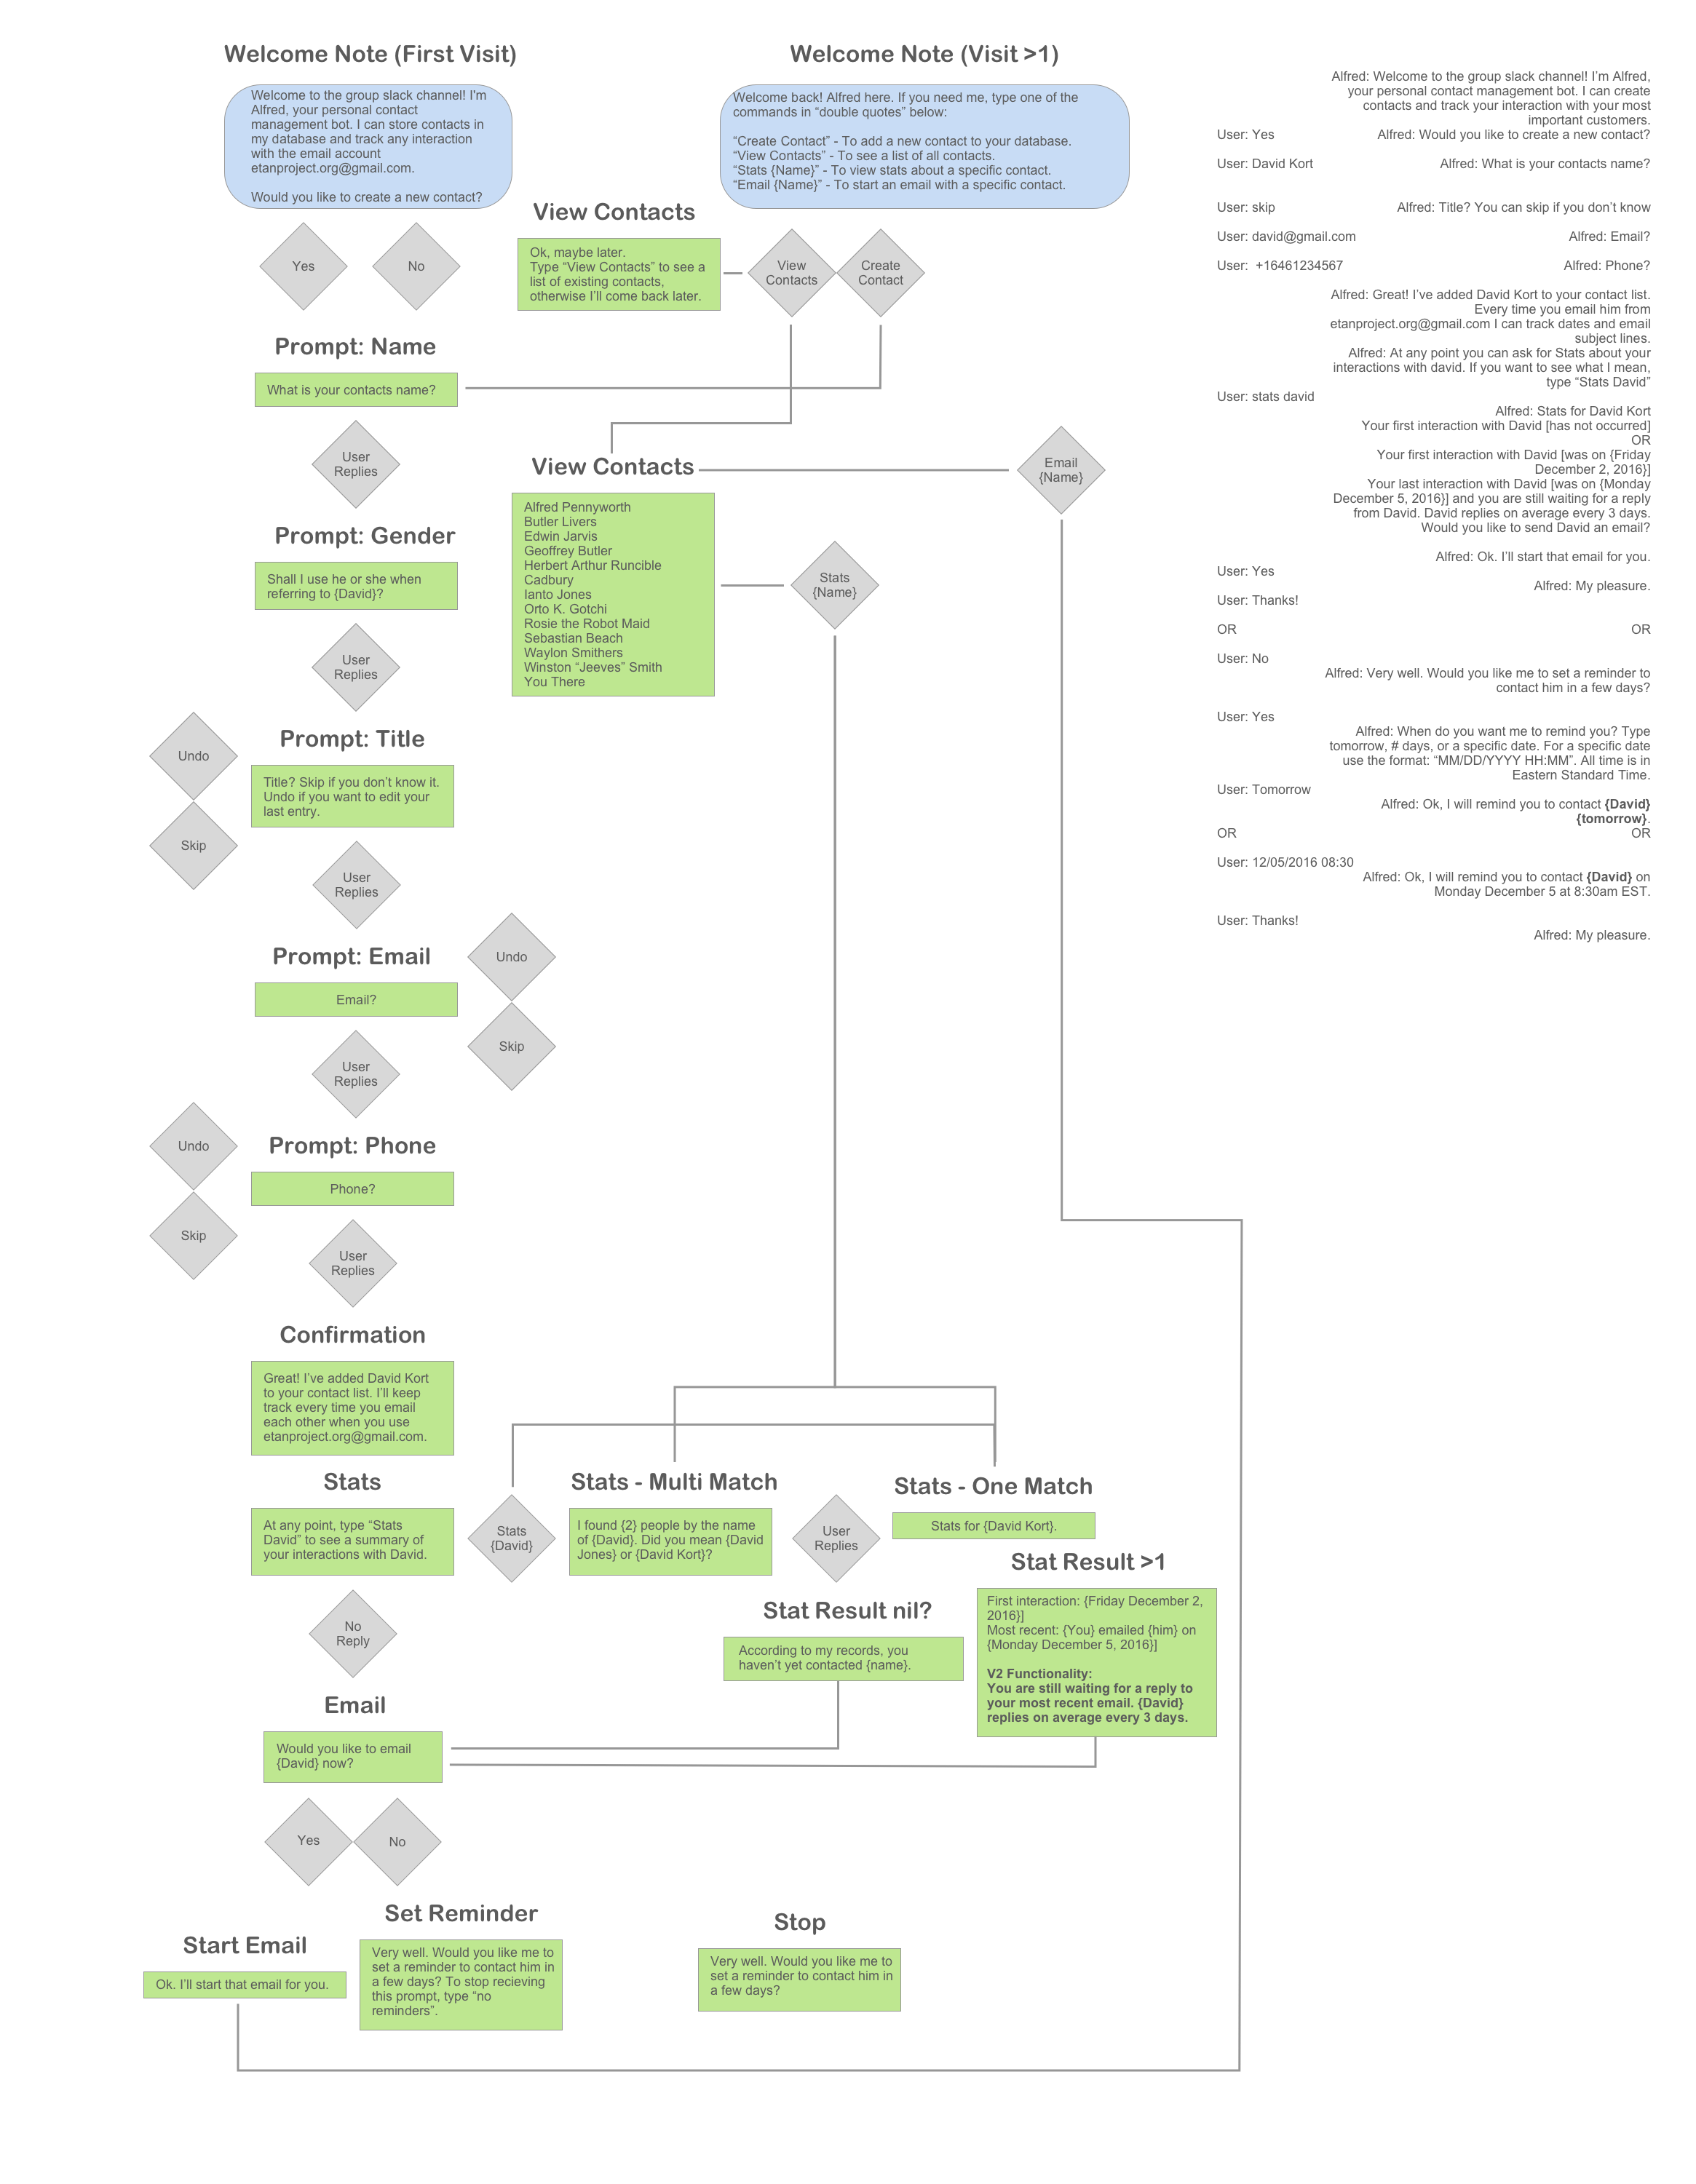 Welcome Note (First Visit)
Welcome to the group slack channel! I'm
Alfred, your personal contact
management bot. I can store contacts in
my database and track any interaction
with the email account
etanproject.org@gmail.com.
Would you like to create a new contact?
Yes
No
Welcome Note (Visit >1)
Welcome back! Alfred here. If you need me, type one of the
commands in “double quotes” below:
“Create Contact” - To add a new contact to your database.
“View Contacts” - To see a list of all contacts.
“Stats {Name}” - To view stats about a specific contact.
“Email {Name}” - To start an email with a specific contact.
View Contacts
Ok, maybe later.
Type “View Contacts” to see a
list of existing contacts,
otherwise I’ll come back later.
View
Contacts
Create
Contact
Prompt: Name
What is your contacts name?
User
Replies
Prompt: Gender
Shall I use he or she when
referring to {David}?
User
Replies
View Contacts
Alfred Pennyworth
Butler Livers
Edwin Jarvis
Geoffrey Butler
Herbert Arthur Runcible
Cadbury
Ianto Jones
Orto K. Gotchi
Rosie the Robot Maid
Sebastian Beach
Waylon Smithers
Winston “Jeeves” Smith
You There
Email
{Name}
Stats
{Name}
Prompt: Title
Undo
Skip
Title? Skip if you don’t know it.
Undo if you want to edit your
last entry.
User
Replies
Prompt: Email
Email?
Undo
Skip
User
Replies
Prompt: Phone
Undo
Skip
Phone?
User
Replies
Confirmation
Great! I’ve added David Kort
to your contact list. I’ll keep
track every time you email
each other when you use
etanproject.org@gmail.com.
Stats
At any point, type “Stats
David” to see a summary of
your interactions with David.
Stats
{David}
Stats - Multi Match
I found {2} people by the name
of {David}. Did you mean {David
Jones} or {David Kort}?
User
Replies
Stats - One Match
Stats for {David Kort}.
Stat Result >1
First interaction: {Friday December 2,
2016}]
Most recent: {You} emailed {him} on
{Monday December 5, 2016}]
V2 Functionality:
You are still waiting for a reply to
your most recent email. {David}
replies on average every 3 days.
Stat Result nil?
According to my records, you
haven’t yet contacted {name}.
No
Reply
Email
Would you like to email
{David} now?
Yes
No
Start Email
Ok. I’ll start that email for you.
Set Reminder
Very well. Would you like me to
set a reminder to contact him in
a few days? To stop recieving
this prompt, type “no
reminders”.
Stop
Very well. Would you like me to
set a reminder to contact him in
a few days?
Alfred: Welcome to the group slack channel! I’m Alfred,
your personal contact management bot. I can create
contacts and track your interaction with your most
important customers.
User: Yes
Alfred: Would you like to create a new contact?
User: David Kort
Alfred: What is your contacts name?
User: skip
Alfred: Title? You can skip if you don’t know
User: david@gmail.com
Alfred: Email?
User: +16461234567
Alfred: Phone?
Alfred: Great! I’ve added David Kort to your contact list.
Every time you email him from
etanproject.org@gmail.com I can track dates and email
subject lines.
Alfred: At any point you can ask for Stats about your
interactions with david. If you want to see what I mean,
type “Stats David”
User: stats david
Alfred: Stats for David Kort
Your first interaction with David [has not occurred]
OR
Your first interaction with David [was on {Friday
December 2, 2016}]
Your last interaction with David [was on {Monday
December 5, 2016}] and you are still waiting for a reply
from David. David replies on average every 3 days.
Would you like to send David an email?
Alfred: Ok. I’ll start that email for you.
User: Yes
Alfred: My pleasure.
User: Thanks!
OR
OR
User: No
Alfred: Very well. Would you like me to set a reminder to
contact him in a few days?
User: Yes
Alfred: When do you want me to remind you? Type
tomorrow, # days, or a specific date. For a specific date
use the format: “MM/DD/YYYY HH:MM”. All time is in
Eastern Standard Time.
User: Tomorrow
Alfred: Ok, I will remind you to contact {David}
{tomorrow}.
OR
OR
User: 12/05/2016 08:30
Alfred: Ok, I will remind you to contact {David} on
Monday December 5 at 8:30am EST.
User: Thanks!
Alfred: My pleasure.